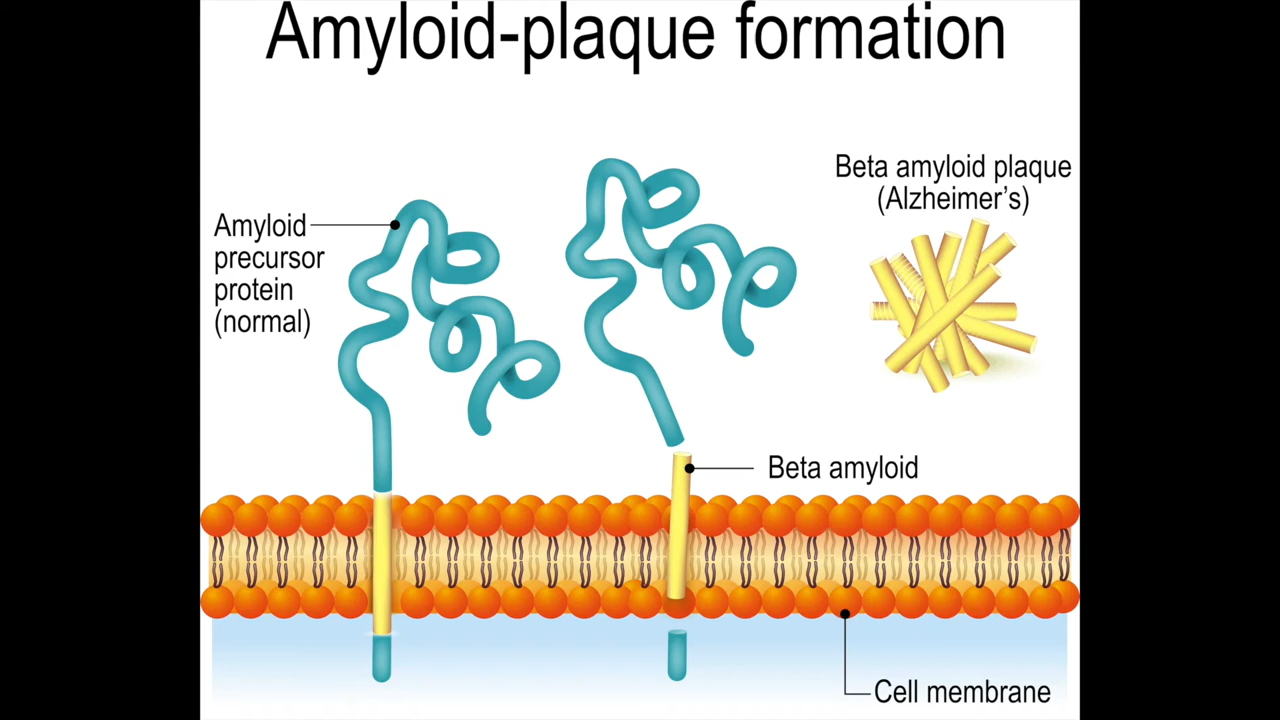 Amyloid-plaque formation
Beta amyloid plaque
(Alzheimer’s)
Amyloid
precursor
protein
(normal)
Beta amyloid
Cell membrane